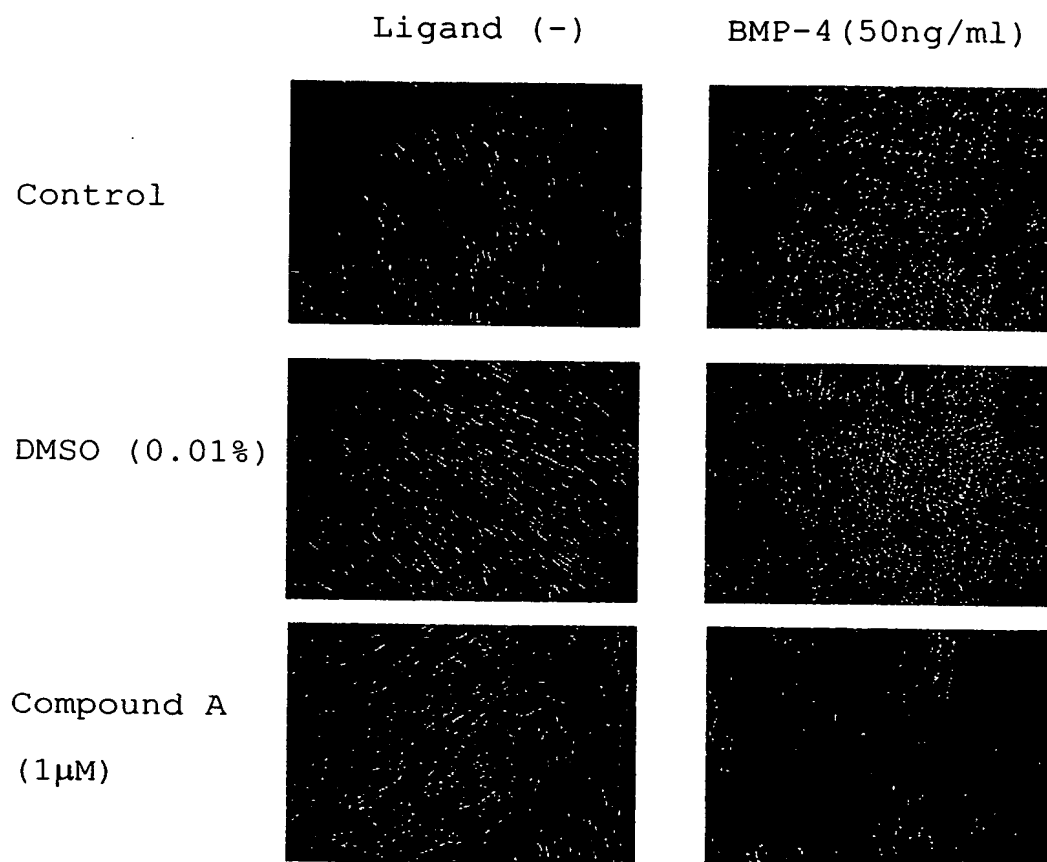 Ligand (-) BMP-4(50ng/ml)
Control
DMSO (0.01%)
Compound A
(1μM)